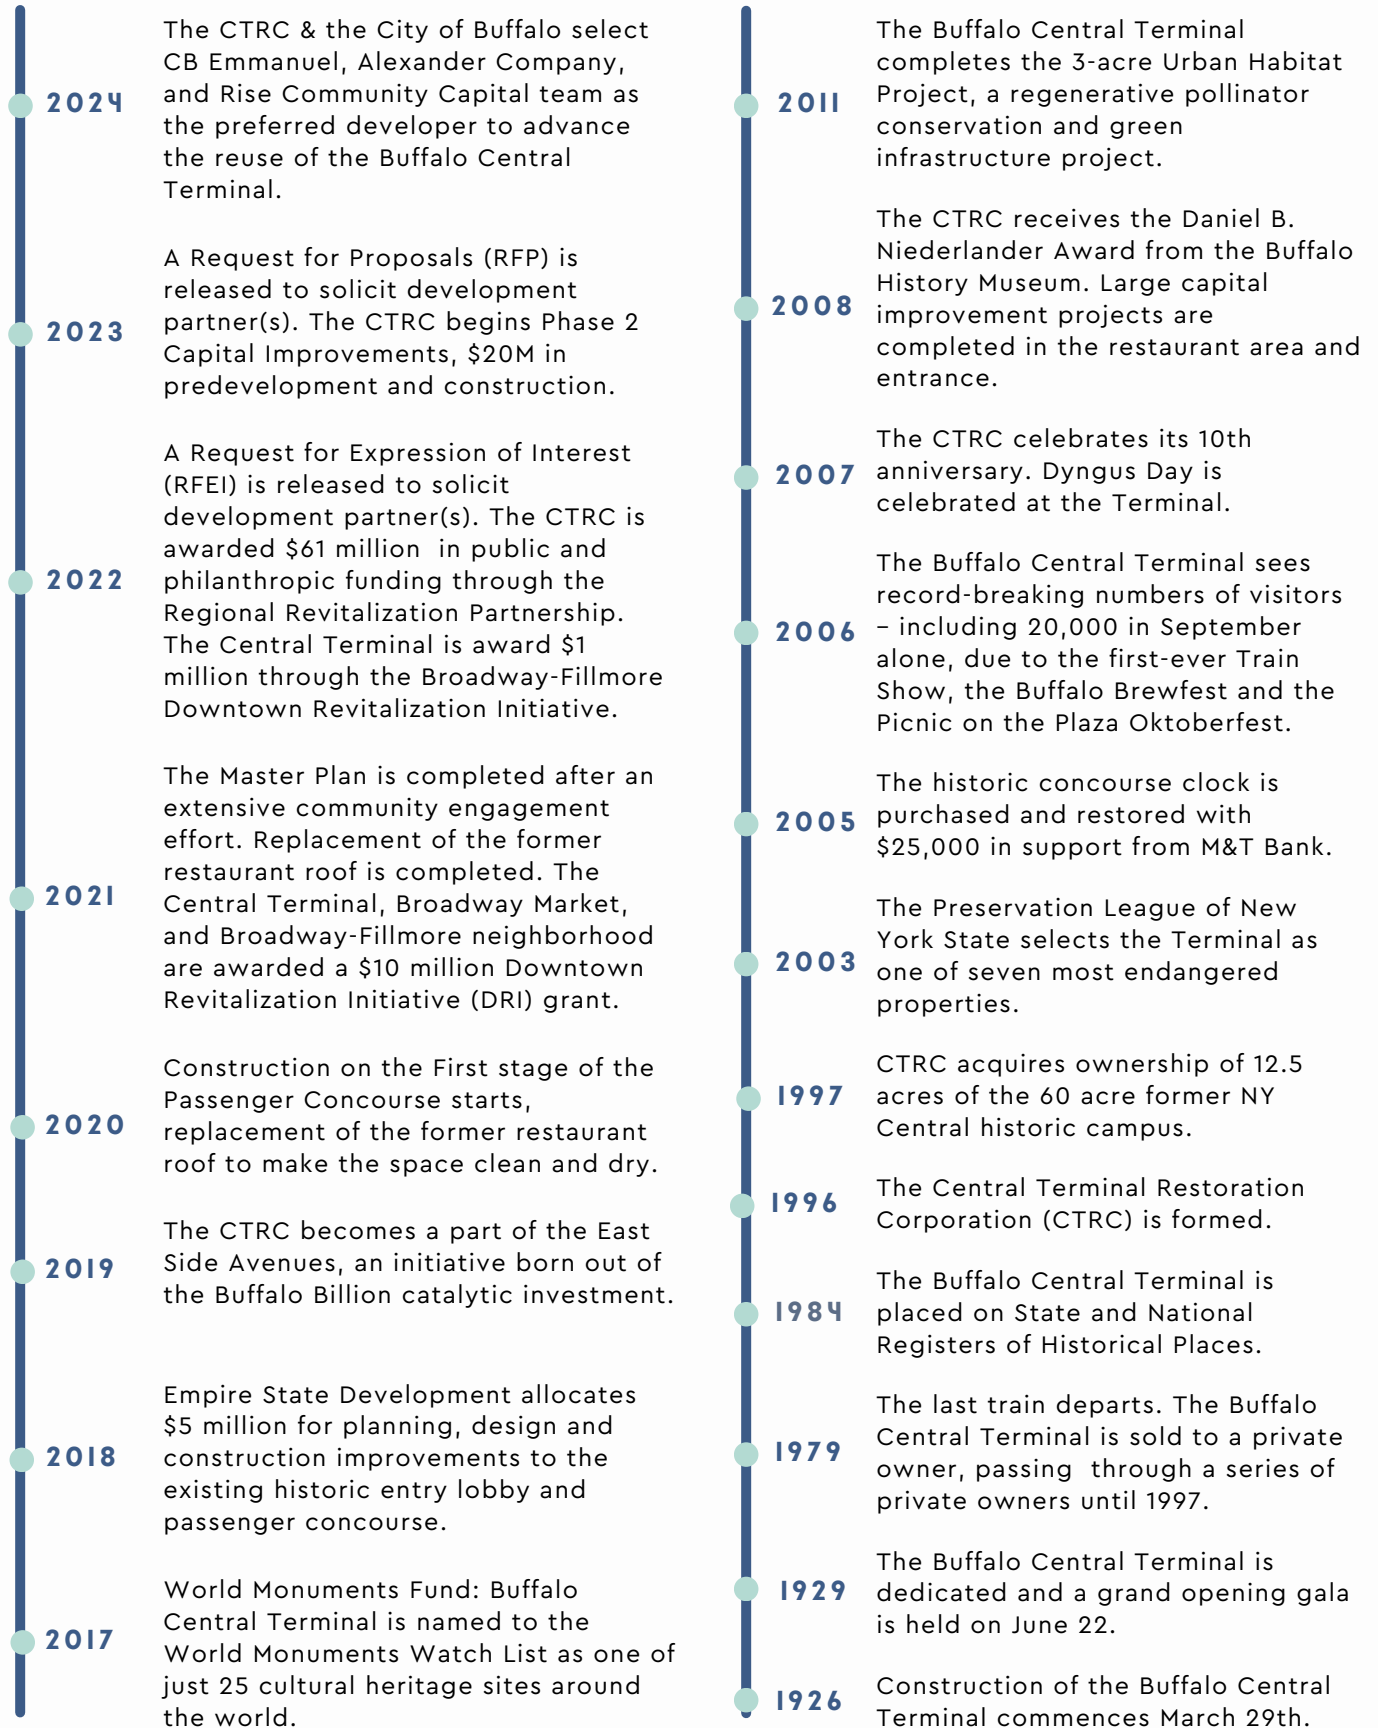 2024
The CTRC & the City of Buffalo select
CB Emmanuel, Alexander Company,
and Rise Community Capital team as
the preferred developer to advance
the reuse of the Buffalo Central
Terminal.
2023
A Request for Proposals (RFP) is
released to solicit development
partner(s). The CTRC begins Phase 2
Capital Improvements, $20M in
predevelopment and construction.
2022
A Request for Expression of Interest
(RFEI) is released to solicit
development partner(s). The CTRC is
awarded $61 million  in public and
philanthropic funding through the
Regional Revitalization Partnership.
The Central Terminal is award $1
million through the Broadway-Fillmore
Downtown Revitalization Initiative.
2021
The Master Plan is completed after an
extensive community engagement
effort. Replacement of the former
restaurant roof is completed. The
Central Terminal, Broadway Market,
and Broadway-Fillmore neighborhood
are awarded a $10 million Downtown
Revitalization Initiative (DRI) grant.
2020
Construction on the First stage of the
Passenger Concourse starts,
replacement of the former restaurant
roof to make the space clean and dry.
2019
The CTRC becomes a part of the East
Side Avenues, an initiative born out of
the Buffalo Billion catalytic investment.
2018
Empire State Development allocates
$5 million for planning, design and
construction improvements to the
existing historic entry lobby and
passenger concourse.
2017
World Monuments Fund: Buffalo
Central Terminal is named to the
World Monuments Watch List as one of
just 25 cultural heritage sites around
the world.
2011
The Buffalo Central Terminal
completes the 3-acre Urban Habitat
Project, a regenerative pollinator
conservation and green
infrastructure project.
2008
The CTRC receives the Daniel B.
Niederlander Award from the Buffalo
History Museum. Large capital
improvement projects are
completed in the restaurant area and
entrance.
2007
The CTRC celebrates its 10th
anniversary. Dyngus Day is
celebrated at the Terminal.
2006
The Buffalo Central Terminal sees
record-breaking numbers of visitors
– including 20,000 in September
alone, due to the first-ever Train
Show, the Buffalo Brewfest and the
Picnic on the Plaza Oktoberfest.
2005
The historic concourse clock is
purchased and restored with
$25,000 in support from M&T Bank.
2003
The Preservation League of New
York State selects the Terminal as
one of seven most endangered
properties.
1997
CTRC acquires ownership of 12.5
acres of the 60 acre former NY
Central historic campus.
1996
The Central Terminal Restoration
Corporation (CTRC) is formed.
1984
The Buffalo Central Terminal is
placed on State and National
Registers of Historical Places.
1979
The last train departs. The Buffalo
Central Terminal is sold to a private
owner, passing  through a series of
private owners until 1997.
1929
The Buffalo Central Terminal is
dedicated and a grand opening gala
is held on June 22.
1926
Construction of the Buffalo Central
Terminal commences March 29th.